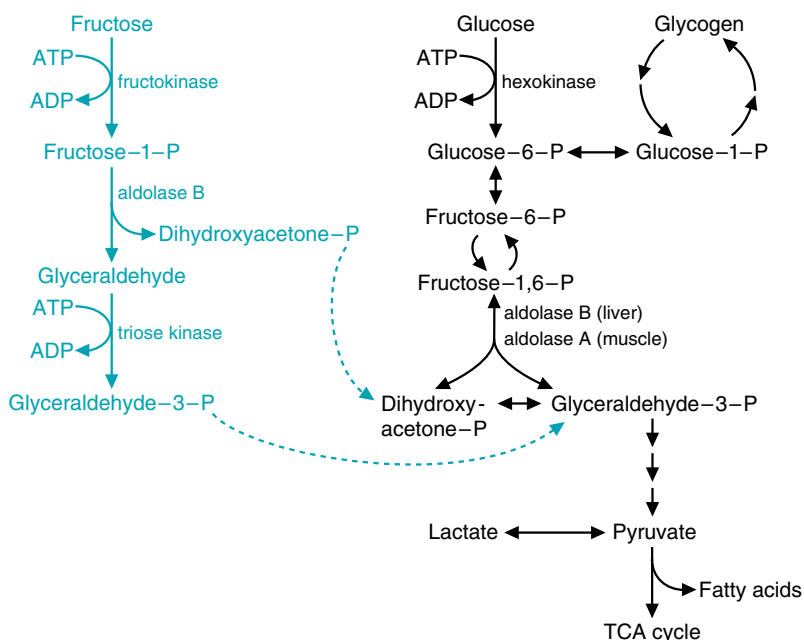 Fructose
ATP
fructokinase
ADP
Fructose–1–P
aldolase B
Dihydroxyacetone–P
Glyceraldehyde
ATP
triose kinase
ADP
Glyceraldehyde–3–P
Glucose
ATP
hexokinase
ADP
Glucose–6–P
Glycogen
Glucose–1–P
Fructose–6–P
Fructose–1,6–P
aldolase B (liver)
aldolase A (muscle)
Dihydroxy-
acetone–P
Glyceraldehyde–3–P
Lactate
Pyruvate
Fatty acids
TCA cycle